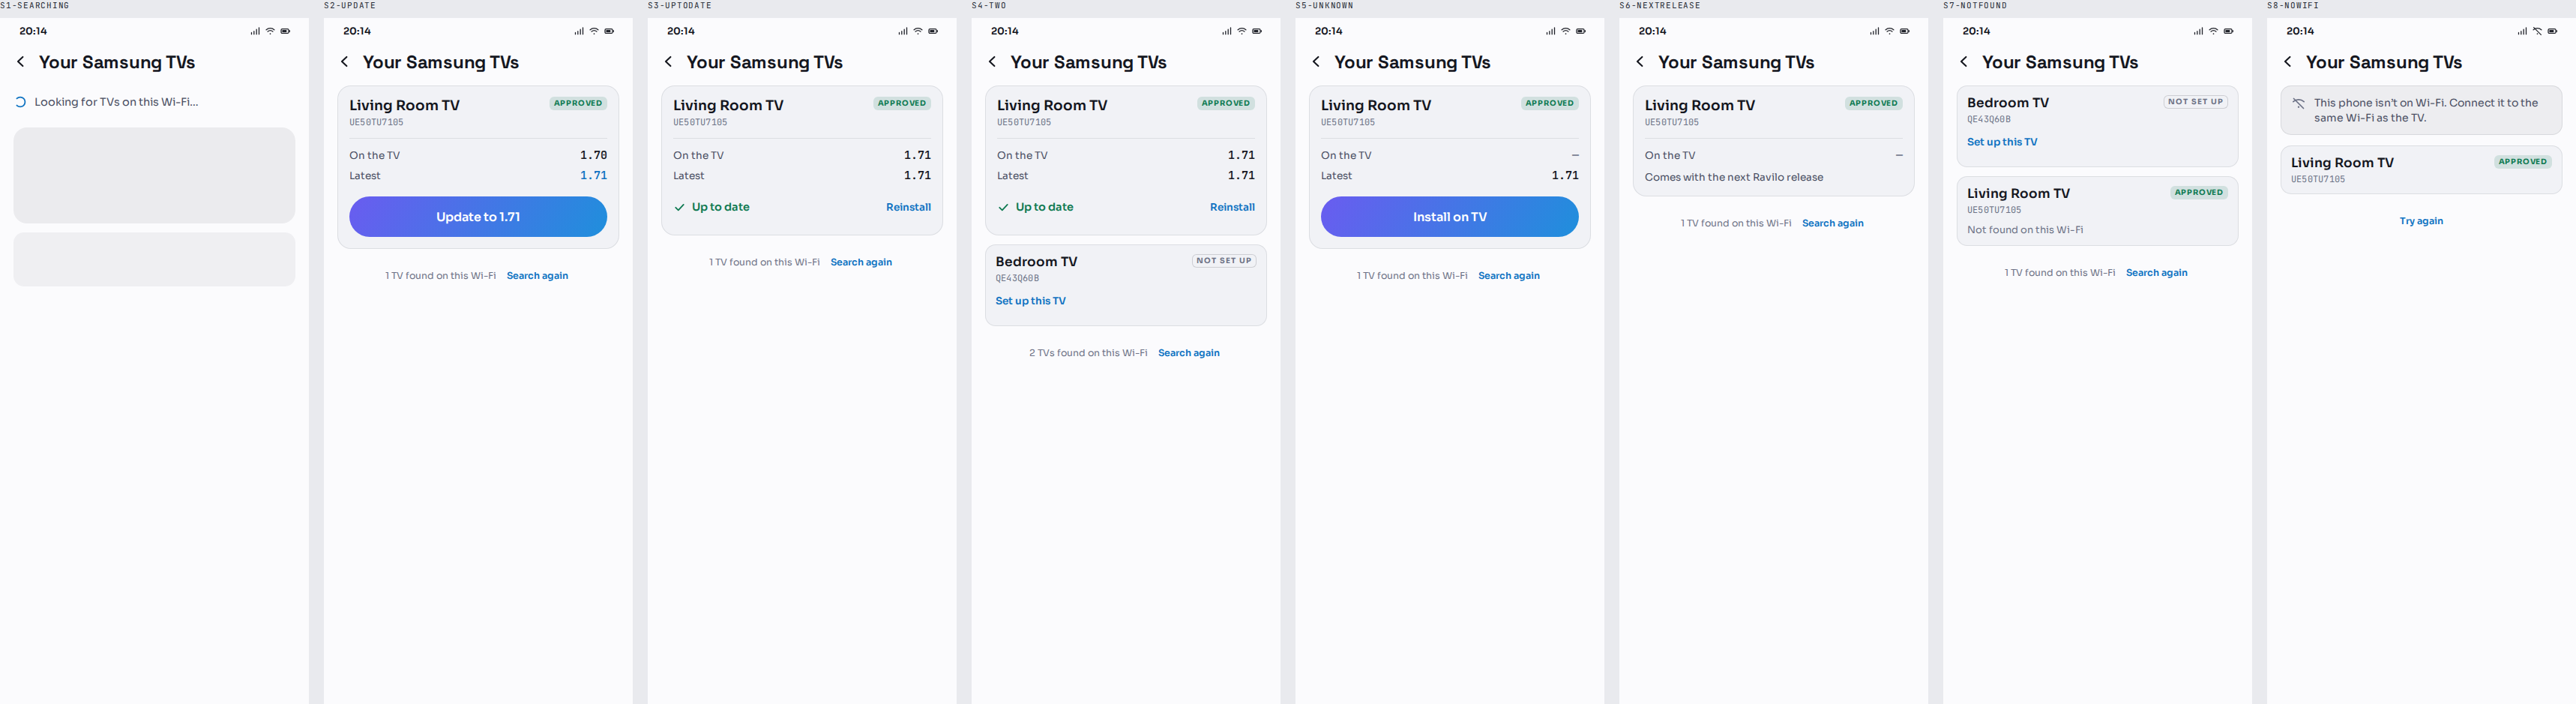 S1-SEARCHING
20:14
Your Samsung TVs
Looking for TVs on this Wi-Fi...
S2-UPDATE
20:14
Your Samsung TVs
Living Room TV APPROVED
UE50TU7105
On the TV 1.70
Latest 1.71
Update to 1.71
1 TV found on this Wi-Fi Search again
S3-UPTODATE
20:14
Your Samsung TVs
Living Room TV APPROVED
UE50TU7105
On the TV 1.71
Latest 1.71
Up to date Reinstall
1 TV found on this Wi-Fi Search again
S4-TWO
20:14
Your Samsung TVs
Living Room TV APPROVED
UE50TU7105
On the TV 1.71
Latest 1.71
Up to date Reinstall
Bedroom TV NOT SET UP
QE43Q60B
Set up this TV
2 TVs found on this Wi-Fi Search again
S5-UNKNOWN
20:14
Your Samsung TVs
Living Room TV APPROVED
UE50TU7105
On the TV –
Latest 1.71
Install on TV
1 TV found on this Wi-Fi Search again
S6-NEXTRELEASE
20:14
Your Samsung TVs
Living Room TV APPROVED
UE50TU7105
On the TV –
Comes with the next Ravilo release
1 TV found on this Wi-Fi Search again
S7-NOTFOUND
20:14
Your Samsung TVs
Bedroom TV NOT SET UP
QE43Q60B
Set up this TV
Living Room TV APPROVED
UE50TU7105
Not found on this Wi-Fi
1 TV found on this Wi-Fi Search again
S8-NOWIFI
20:14
Your Samsung TVs
This phone isn't on Wi-Fi. Connect it to the
same Wi-Fi as the TV.
Living Room TV APPROVED
UE50TU7105
Try again